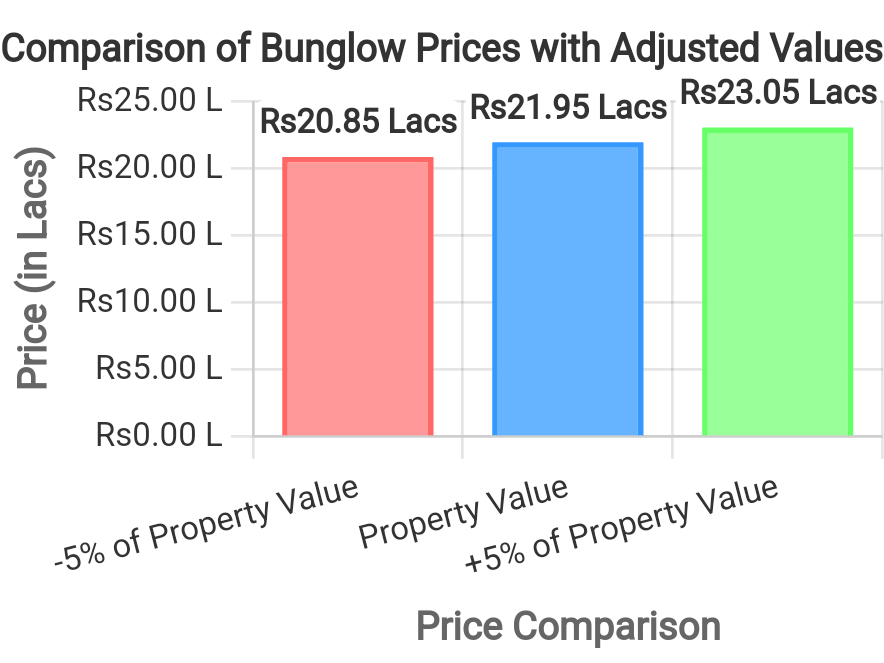 Comparison of Bunglow Prices with Adjusted Values
Rs25.00 L
Rs20.00 L
Rs15.00 L
Rs10.00 L
Rs5.00 L
Rs0.00 L
Price (in Lacs)
Rs20.85 Lacs
Rs21.95 Lacs
Rs23.05 Lacs
-5% of Property Value
Property Value
+5% of Property Value
Price Comparison